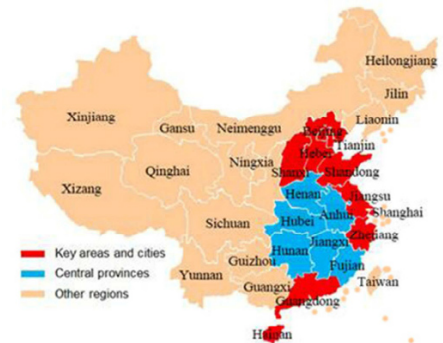 Heilongjiang
Jilin
Liaonin
Xinjiang
Gansu
Neimenggu
Beijing
Tianjin
Hebei
Ningxia
Qinghai
Shanxi
Shandong
Xizang
Henan
Jiangsu
Shanghai
Anhui
Hubei
Sichuan
Zhejiang
Key areas and cities
Hunan
Jiangxi
Guizhou
Fujian
Central provinces
Yunnan
Taiwan
Guangxi
Other regions
Guangdong
Hainan